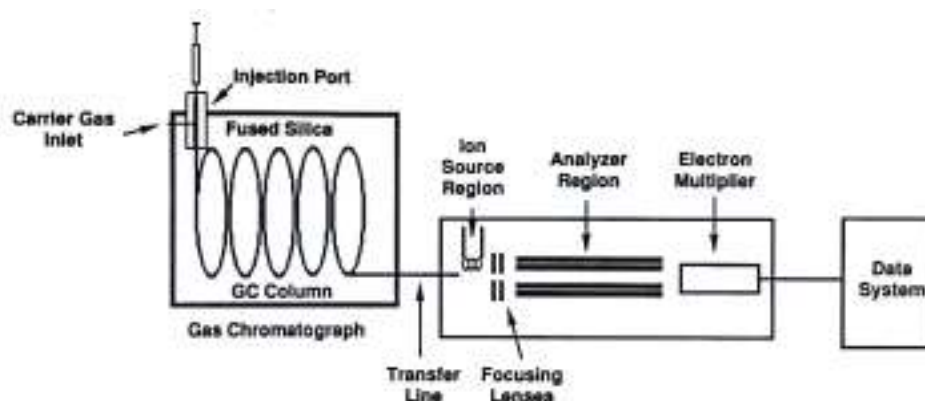 Injection Port
Carrier Gas
Inlet
Fused Silica
GC Column
Gas Chromatograph
Ion
Source
Region
Analyzer
Region
Electron
Multiplier
Data
System
Transfer
Line
Focusing
Lenses